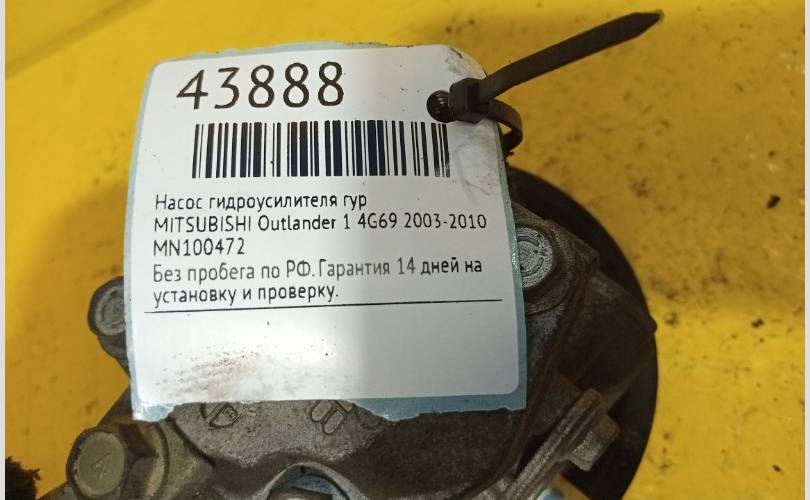 43888
Насос гидроусилителя гур
MITSUBISHI Outlander 1 4G69 2003-2010
MN100472
Без пробега по РФ. Гарантия 14 дней на
установку и проверку.
4